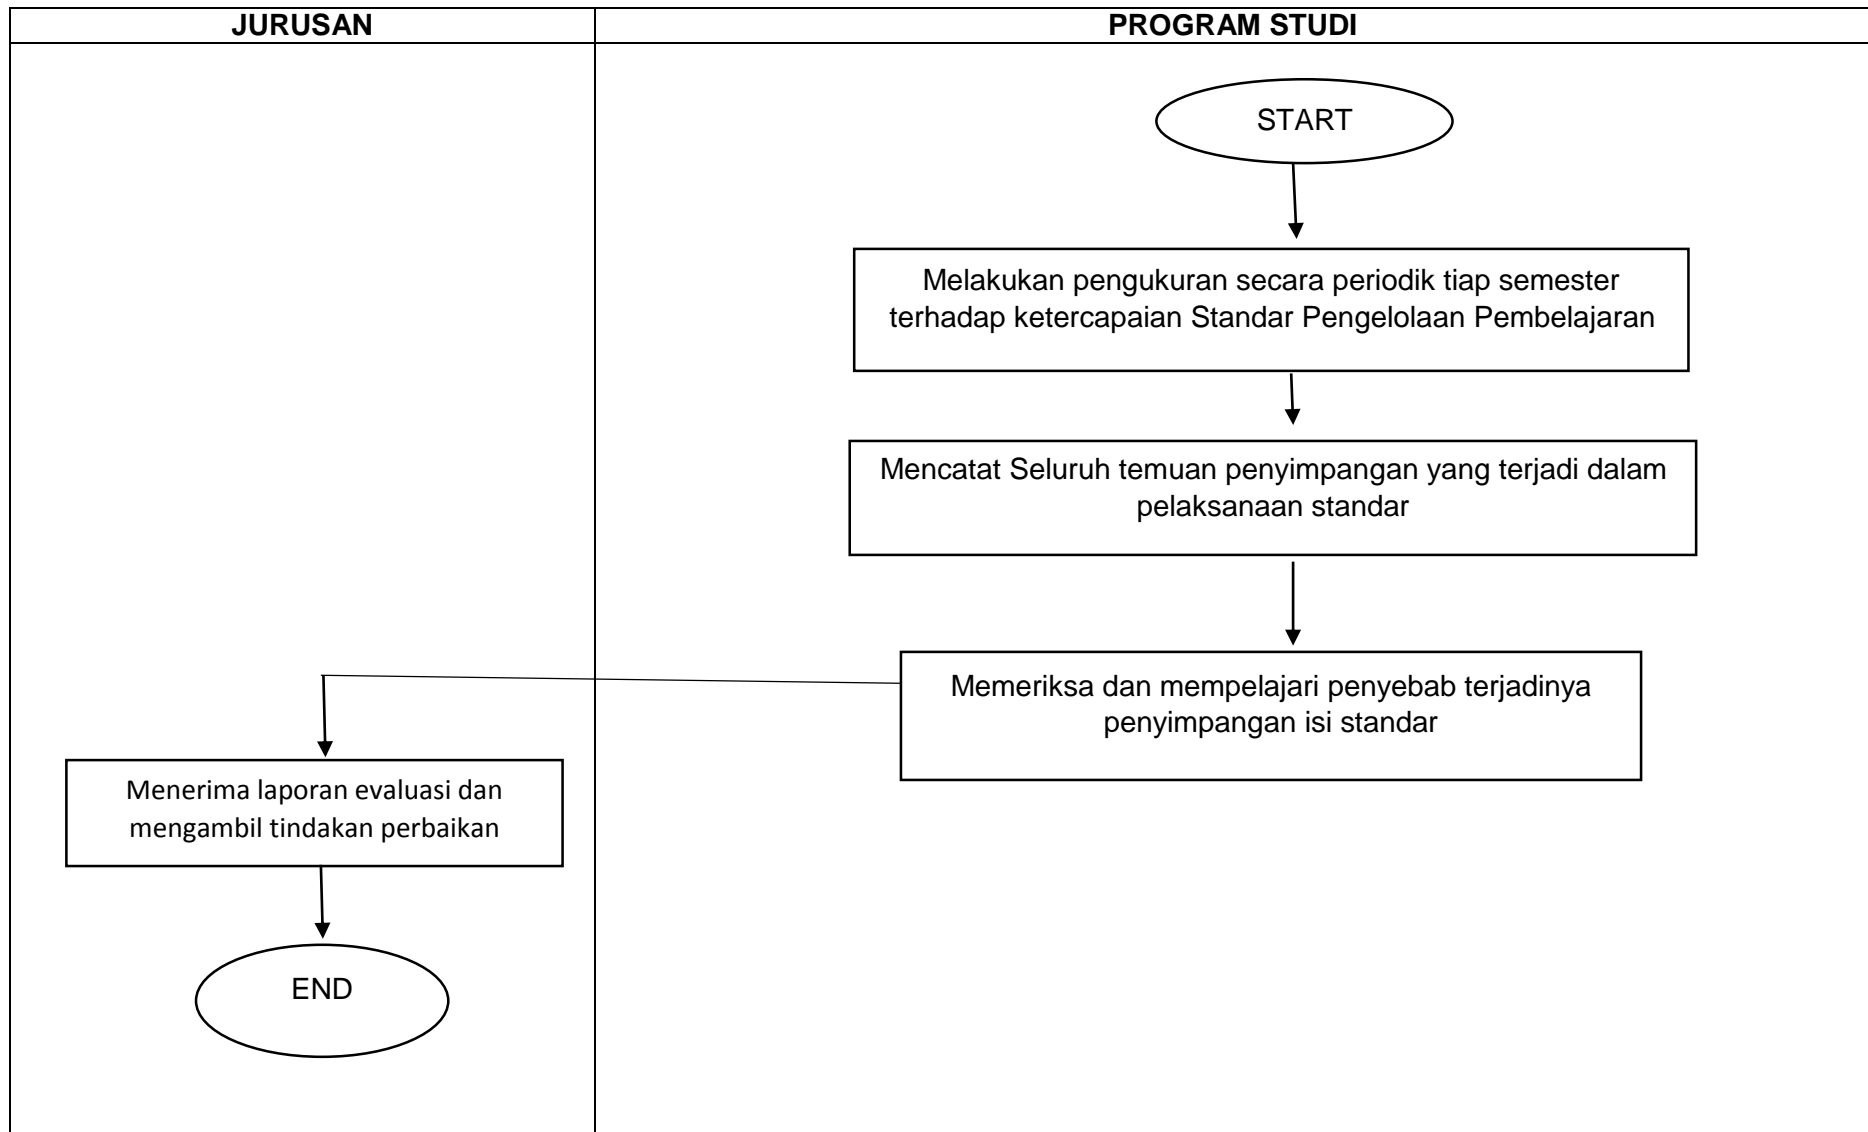 JURUSAN
PROGRAM STUDI
START
Melakukan pengukuran secara periodik tiap semester
terhadap ketercapaian Standar Pengelolaan Pembelajaran
Mencatat Seluruh temuan penyimpangan yang terjadi dalam
pelaksanaan standar
Memeriksa dan mempelajari penyebab terjadinya
penyimpangan isi standar
Menerima laporan evaluasi dan
mengambil tindakan perbaikan
END